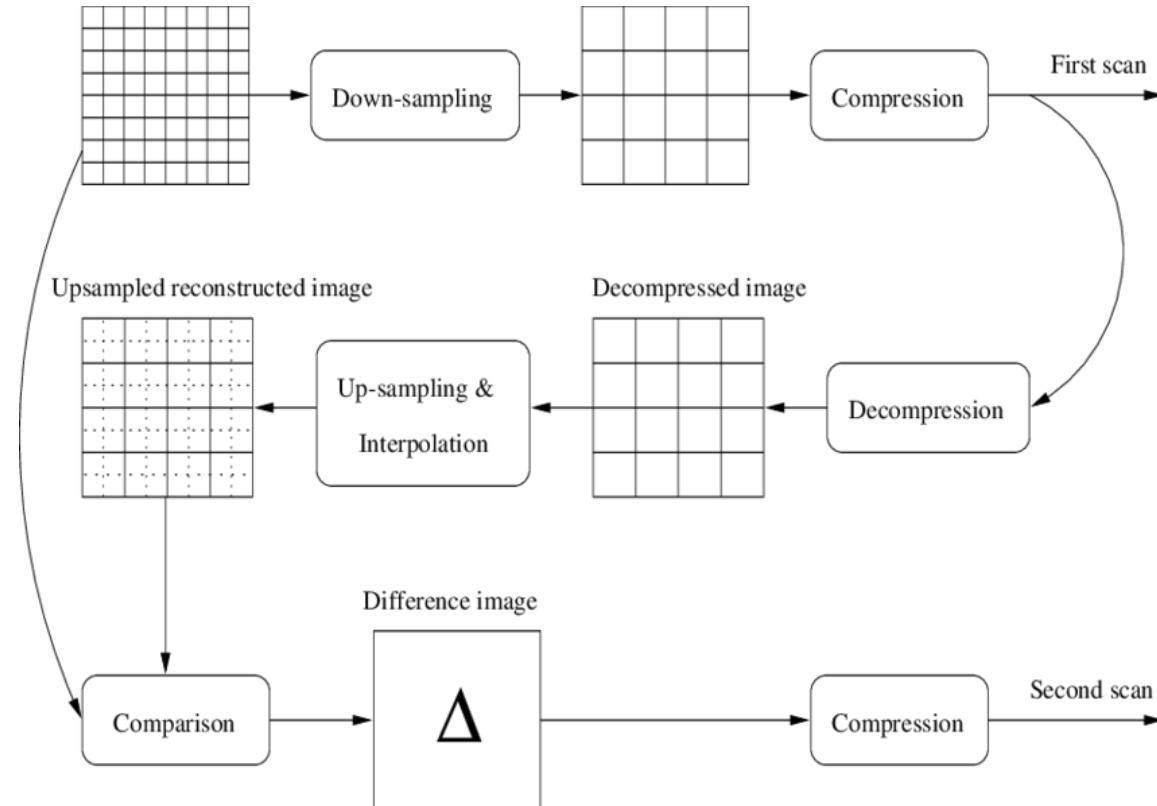 First scan
Down-sampling
Compression
Upsampled reconstructed image
Decompressed image
Up-sampling &
Interpolation
Decompression
Difference image
Second scan
Comparison
Δ
Compression